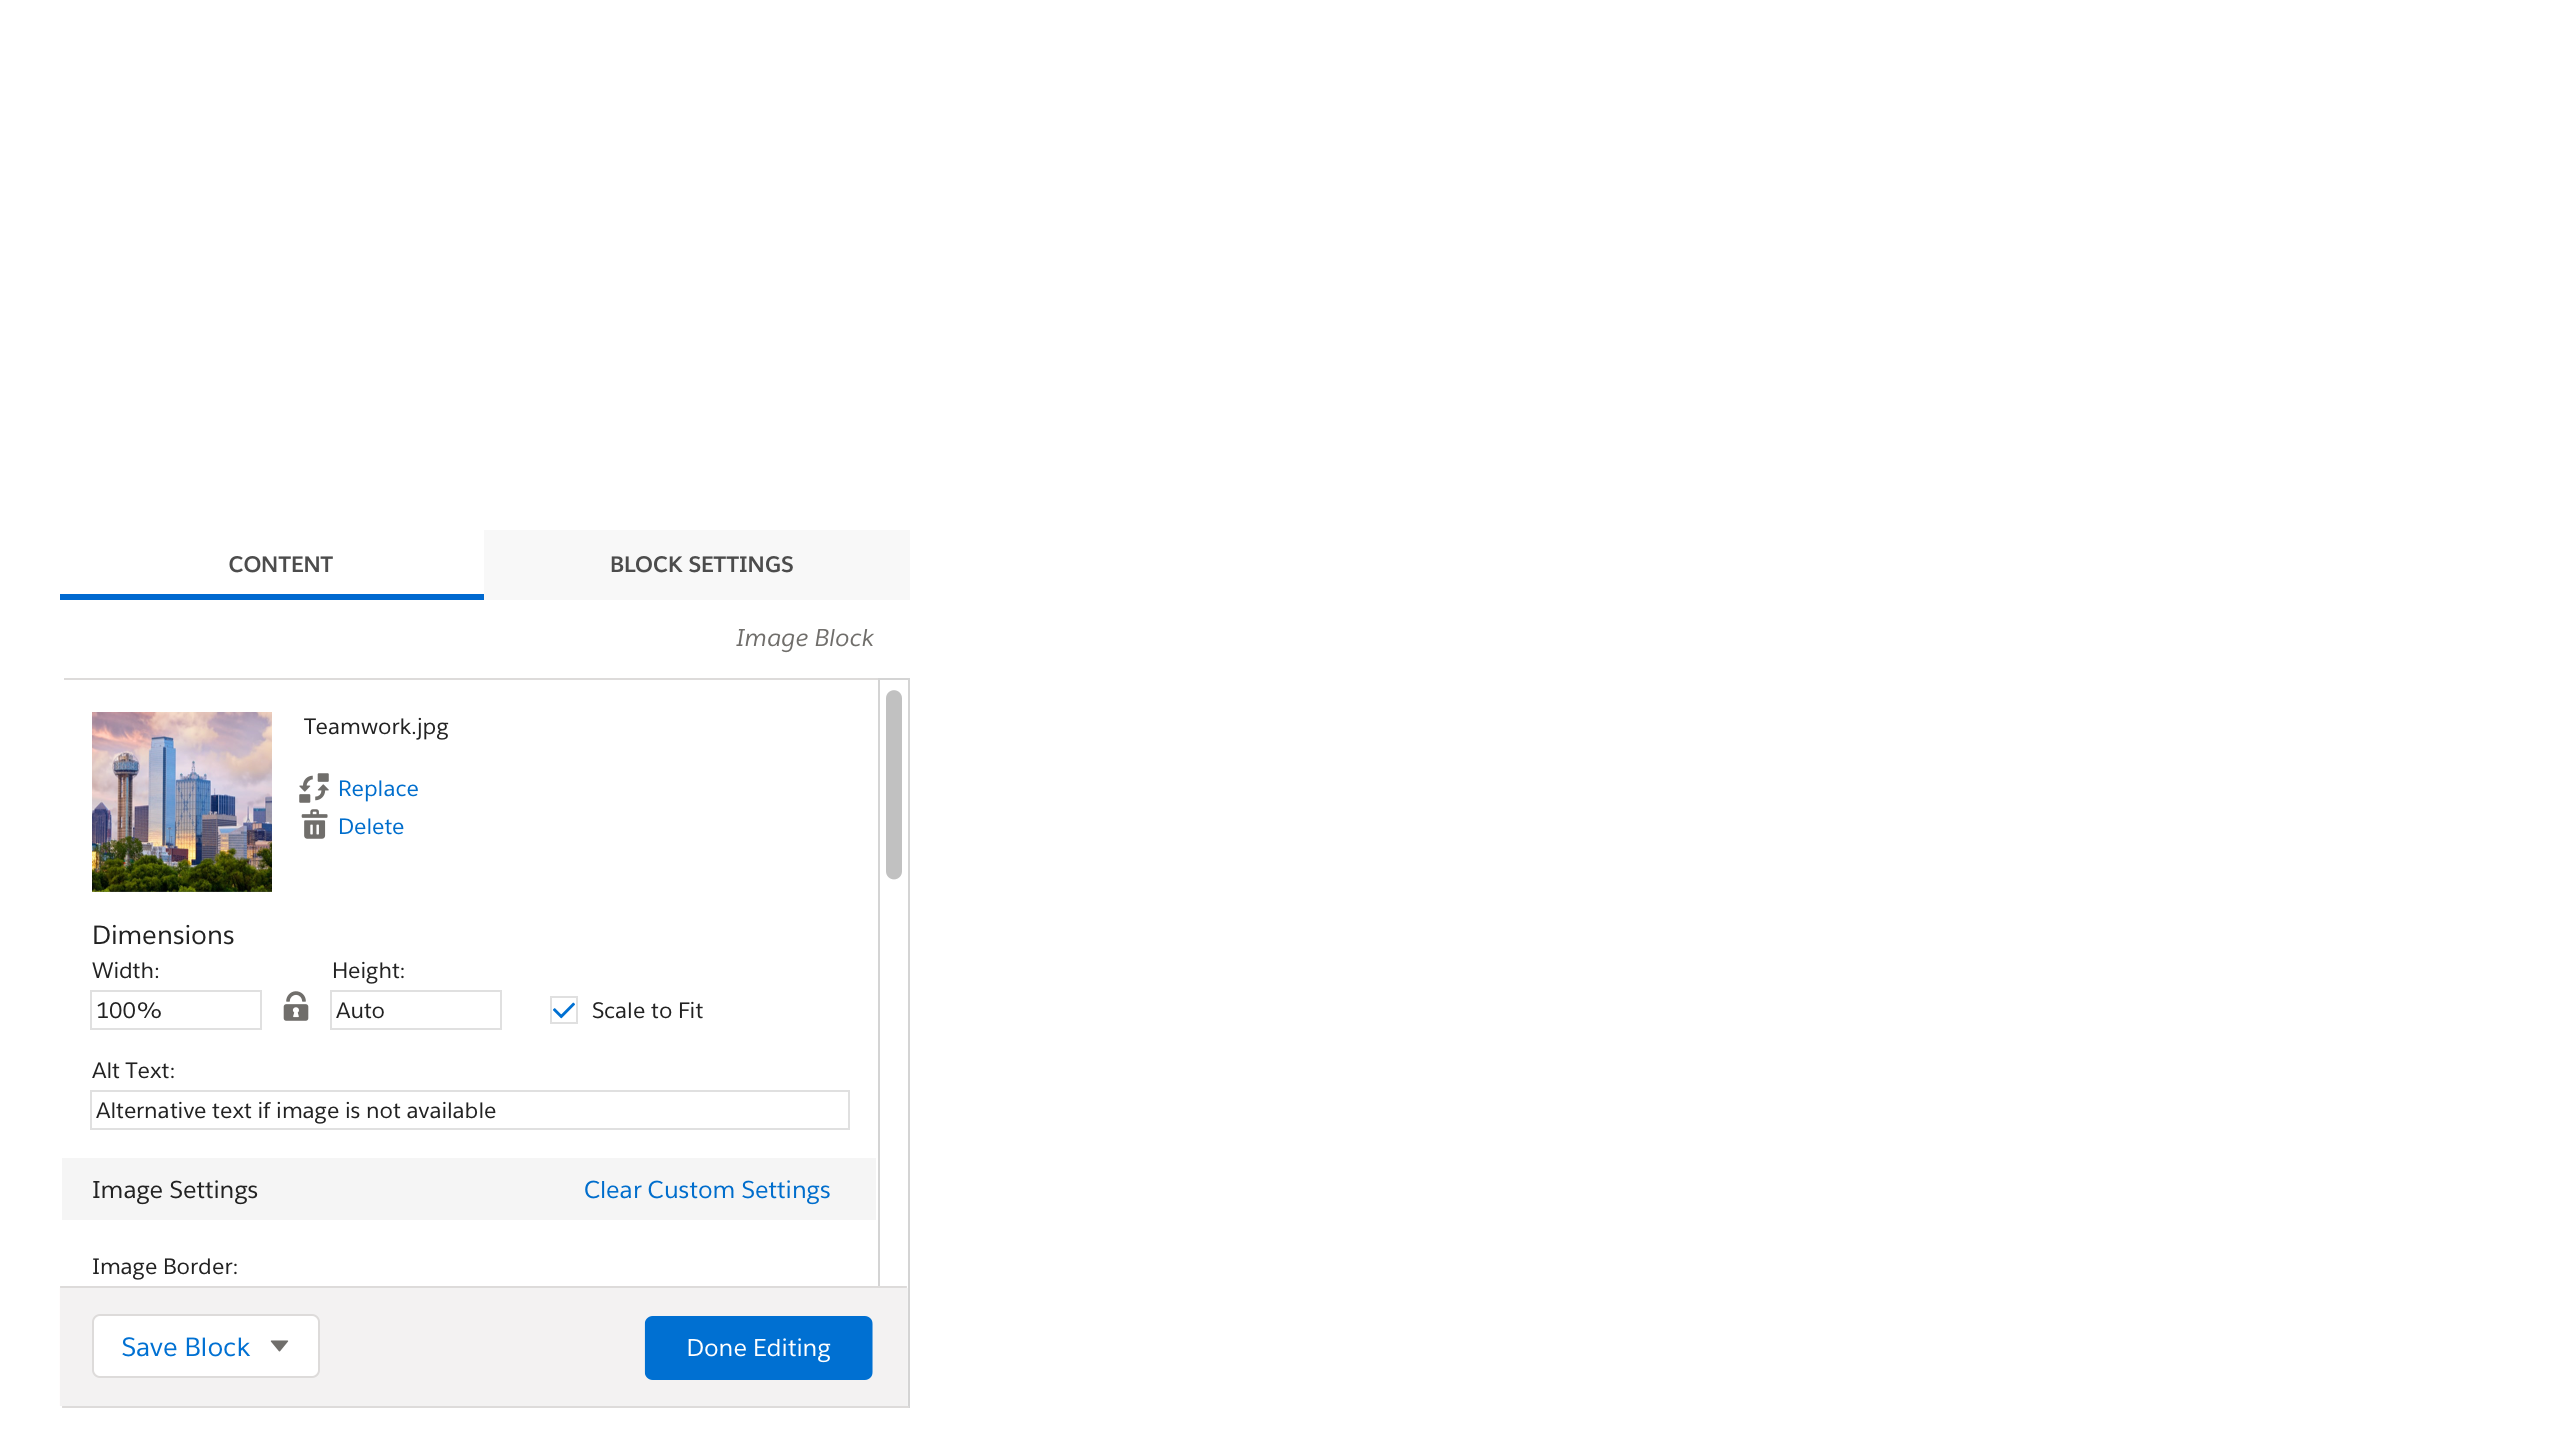 CONTENT
BLOCK SETTINGS
Image Block
Teamwork.jpg
Replace
Delete
Dimensions
Width:
Height:
100%
Auto
Scale to Fit
Alt Text:
Alternative text if image is not available
Image Settings
Clear Custom Settings
Image Border:
Save Block
Done Editing